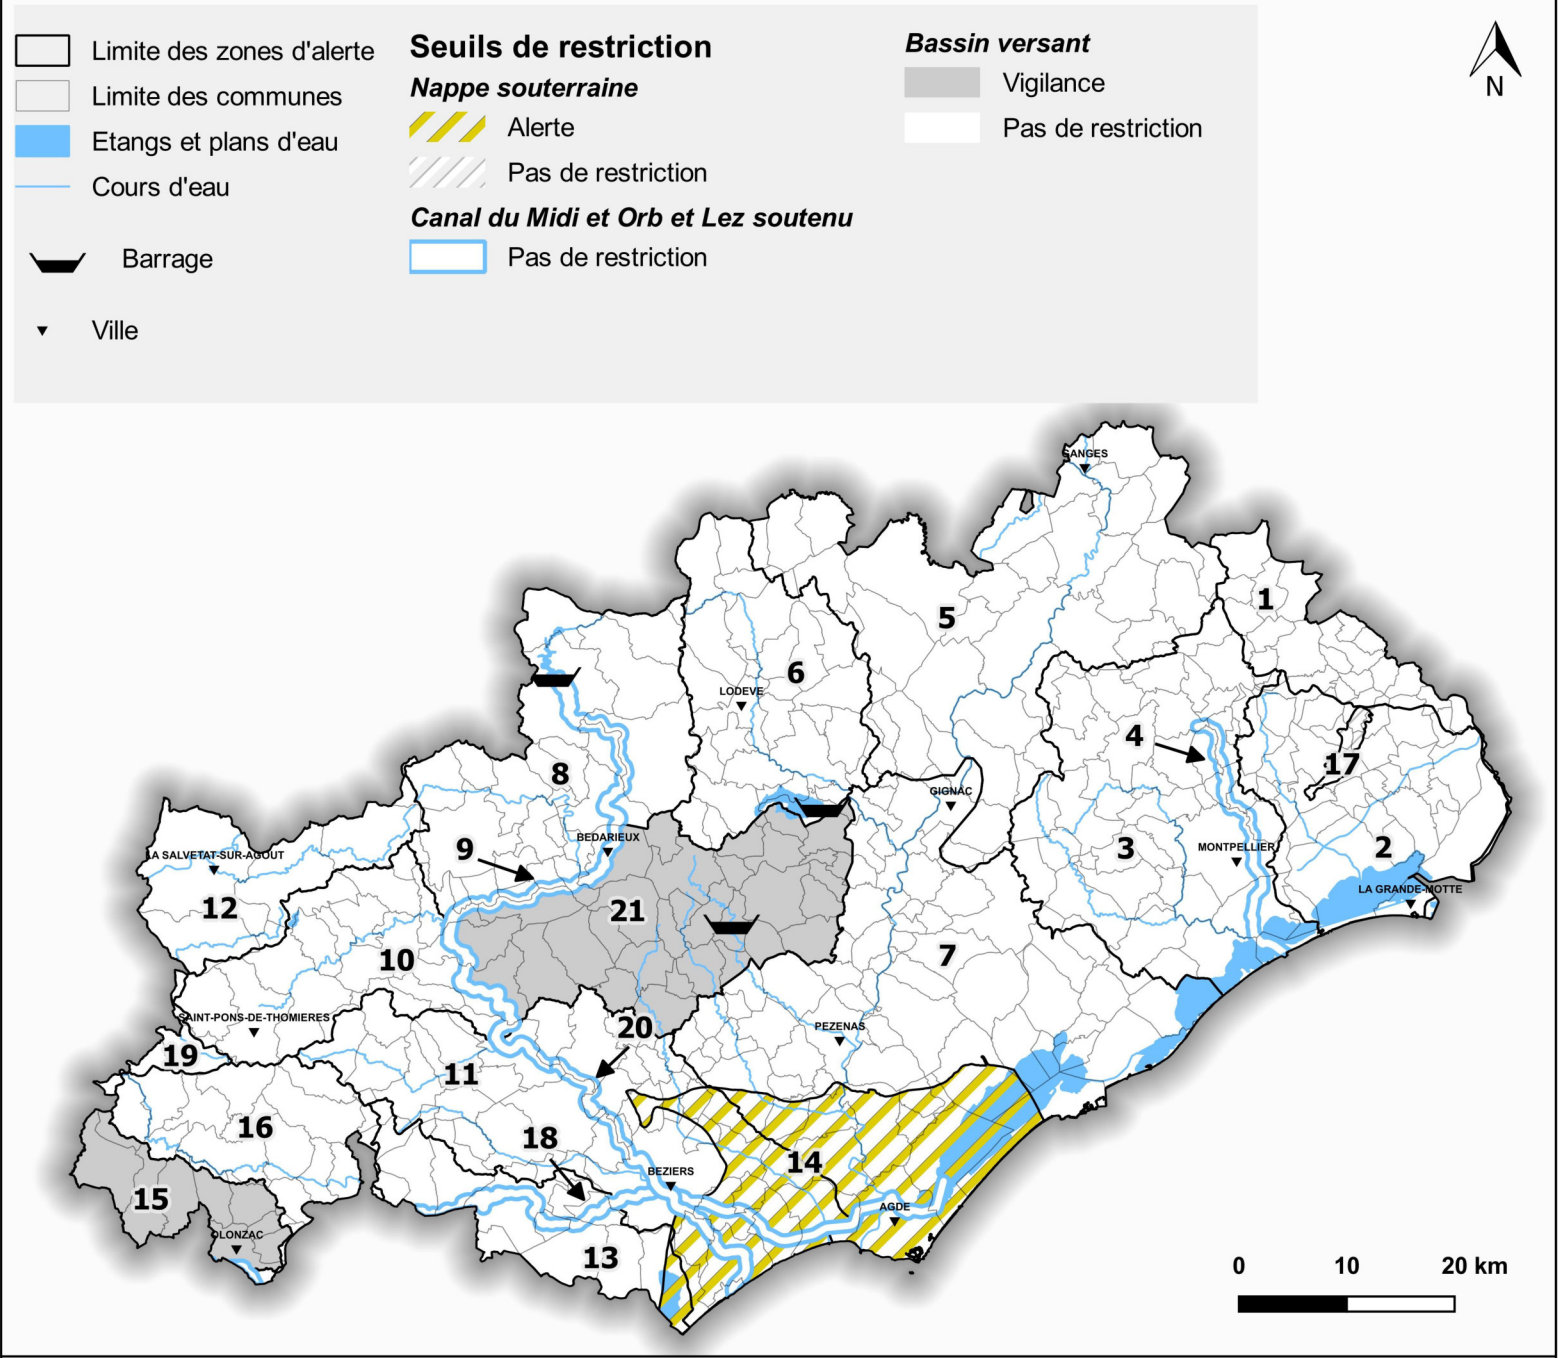 Limite des zones d'alerte
Limite des communes
Etangs et plans d'eau
Cours d'eau
Barrage
Ville
Seuils de restriction
Nappe souterraine
Alerte
Pas de restriction
Canal du Midi et Orb et Lez soutenu
Pas de restriction
Bassin versant
Vigilance
Pas de restriction
N
GANGES
1
5
6
LODEVE
4
17
8
GIGNAC
BEDARIEUX
9
3
MONTPELLIER
2
LA SALVETAT-SUR-AGOUT
LA GRANDE-MOTTE
12
21
10
7
SAINT-PONS-DE-THOMIERES
20
PEZENAS
19
11
16
18
14
BEZIERS
15
AGDE
OLONZAC
13
0 10 20 km